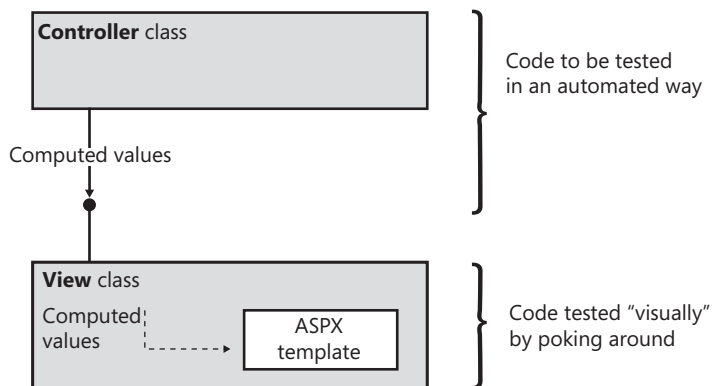 Controller class
Code to be tested
in an automated way
Computed values
View class
Computed
values
ASPX
template
Code tested “visually”
by poking around